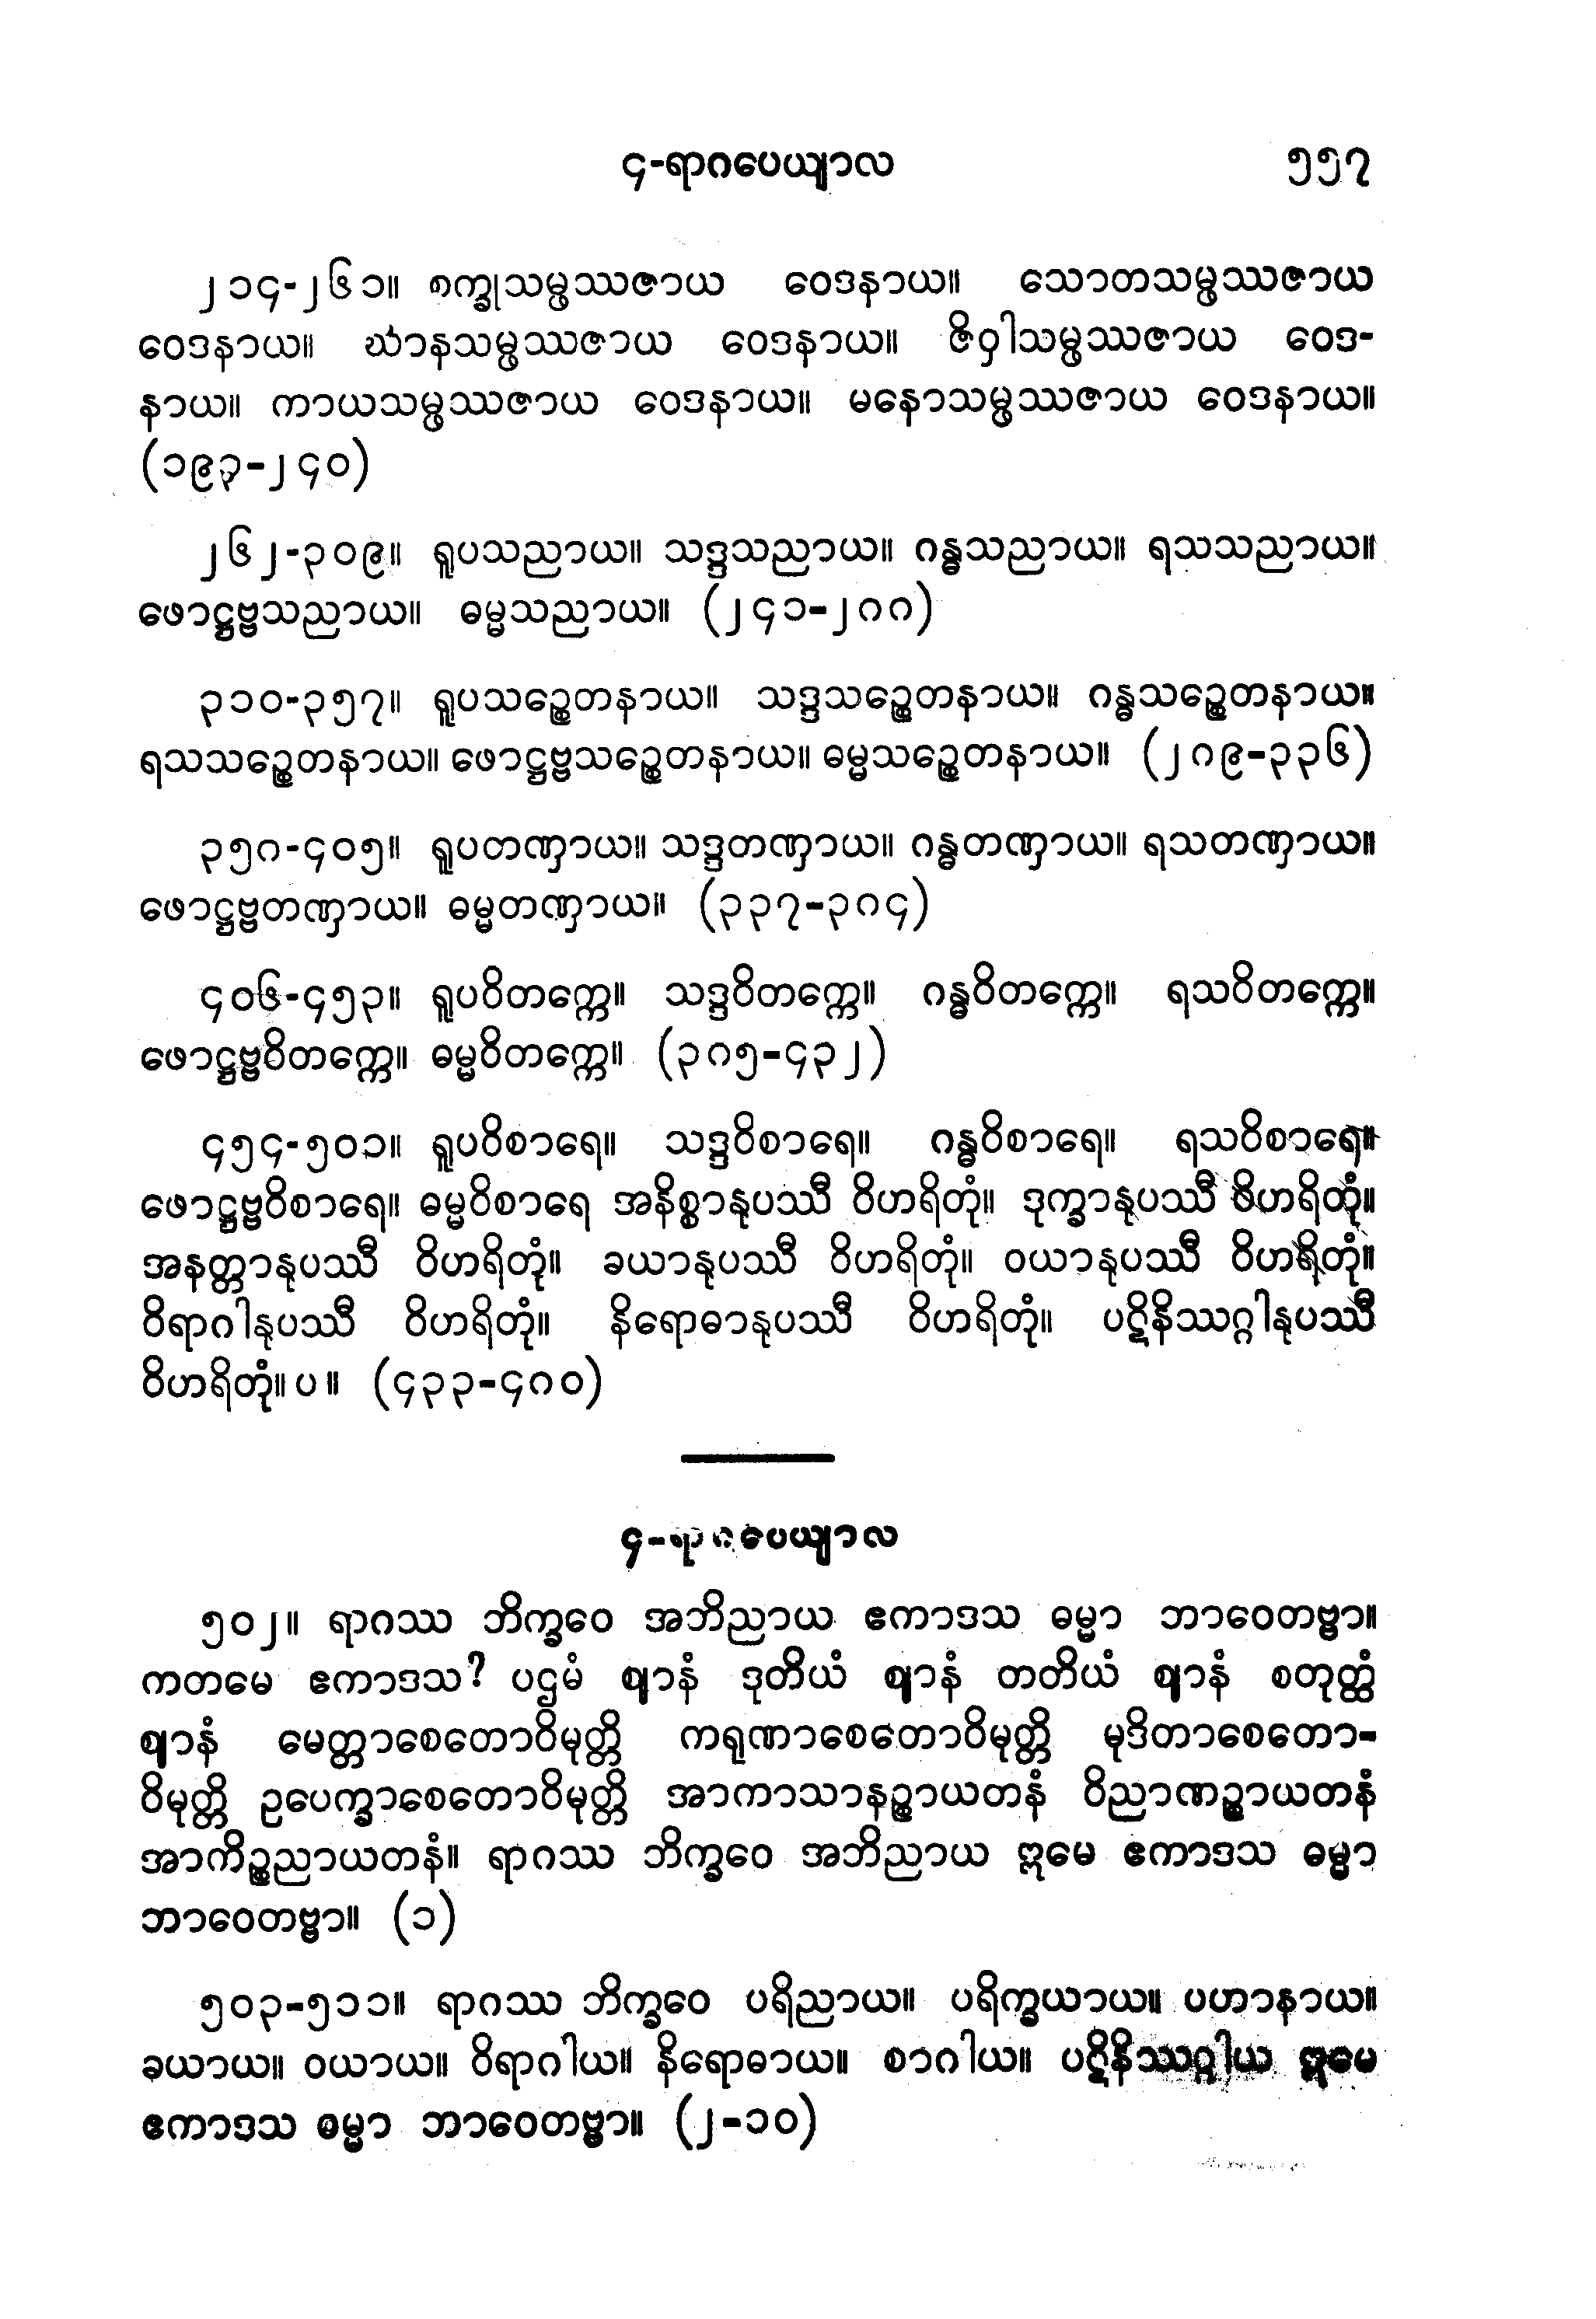 ၄-ရာဂပေယျာလ ၅၅၇
၂၁၄-၂၆၁။ စက္ခုသမ္ဖဿဇာယ ဝေဒနာယ။ သောတသမ္ဖဿဇာယ
ဝေဒနာယ။ ဃာနသမ္ဖဿဇာယ ဝေဒနာယ။ ဇိဝှါသမ္ဖဿဇာယ ဝေဒ-
နာယ။ ကာယသမ္ဖဿဇာယ ဝေဒနာယ။ မနောသမ္ဖဿဇာယ ဝေဒနာယ။
(၁၉၃-၂၄၀)
၂၆၂-၃၀၉။ ရူပသညာယ။ သဒ္ဒသညာယ။ ဂန္ဓသညာယ။ ရသသညာယ။
ဖောဋ္ဌဗ္ဗသညာယ။ ဓမ္မသညာယ။ (၂၄၁-၂၈၈)
၃၁၀-၃၅၇။ ရူပသဉ္စေတနာယ။ သဒ္ဒသဉ္စေတနာယ။ ဂန္ဓသဉ္စေတနာယ။
ရသသဉ္စေတနာယ။ ဖောဋ္ဌဗ္ဗသဉ္စေတနာယ။ ဓမ္မသဉ္စေတနာယ။ (၂၈၉-၃၃၆)
၃၅၈-၄၀၅။ ရူပတဏှာယ။ သဒ္ဒတဏှာယ။ ဂန္ဓတဏှာယ။ ရသတဏှာယ။
ဖောဋ္ဌဗ္ဗတဏှာယ။ ဓမ္မတဏှာယ။ (၃၃၇-၃၈၄)
၄၀၆-၄၅၃။ ရူပဝိတက္ကေ။ သဒ္ဒဝိတက္ကေ။ ဂန္ဓဝိတက္ကေ။ ရသဝိတက္ကေ။
ဖောဋ္ဌဗ္ဗဝိတက္ကေ။ ဓမ္မဝိတက္ကေ။ (၃၈၅-၄၃၂)
၄၅၄-၅၀၁။ ရူပဝိစာရေ။ သဒ္ဒဝိစာရေ။ ဂန္ဓဝိစာရေ။ ရသဝိစာရေ။
ဖောဋ္ဌဗ္ဗဝိစာရေ။ ဓမ္မဝိစာရေ အနိစ္စာနုပဿီ ဝိဟရိတုံ။ ဒုက္ခာနုပဿီ ဝိဟရိတုံ။
အနတ္တာနုပဿီ ဝိဟရိတုံ။ ခယာနုပဿီ ဝိဟရိတုံ။ ဝယာနုပဿီ ဝိဟရိတုံ။
ဝိရာဂါနုပဿီ ဝိဟရိတုံ။ နိရောဓာနုပဿီ ဝိဟရိတုံ။ ပဋိနိဿဂ္ဂါနုပဿီ
ဝိဟရိတုံ။ပ။ (၄၃၃-၄၈၀)
၄-ရာဂပေယျာလ
၅၀၂။ ရာဂဿ ဘိက္ခဝေ အဘိညာယ ဧကာဒသ ဓမ္မာ ဘာဝေတဗ္ဗာ။
ကတမေ ဧကာဒသ? ပဌမံ ဈာနံ ဒုတိယံ ဈာနံ တတိယံ ဈာနံ စတုတ္ထံ
ဈာနံ မေတ္တာစေတောဝိမုတ္တိ ကရုဏာစေတောဝိမုတ္တိ မုဒိတာစေတော-
ဝိမုတ္တိ ဥပေက္ခာစေတောဝိမုတ္တိ အာကာသာနဉ္စာယတနံ ဝိညာဏဉ္စာယတနံ
အာကိဉ္စညာယတနံ။ ရာဂဿ ဘိက္ခဝေ အဘိညာယ ဣမေ ဧကာဒသ ဓမ္မာ
ဘာဝေတဗ္ဗာ။ (၁)
၅၀၃-၅၁၁။ ရာဂဿ ဘိက္ခဝေ ပရိညာယ။ ပရိက္ခယာယ။ ပဟာနာယ။
ခယာယ။ ဝယာယ။ ဝိရာဂါယ။ နိရောဓာယ။ စာဂါယ။ ပဋိနိဿဂ္ဂါယ ဣမေ
ဧကာဒသ ဓမ္မာ ဘာဝေတဗ္ဗာ။ (၂-၁၀)